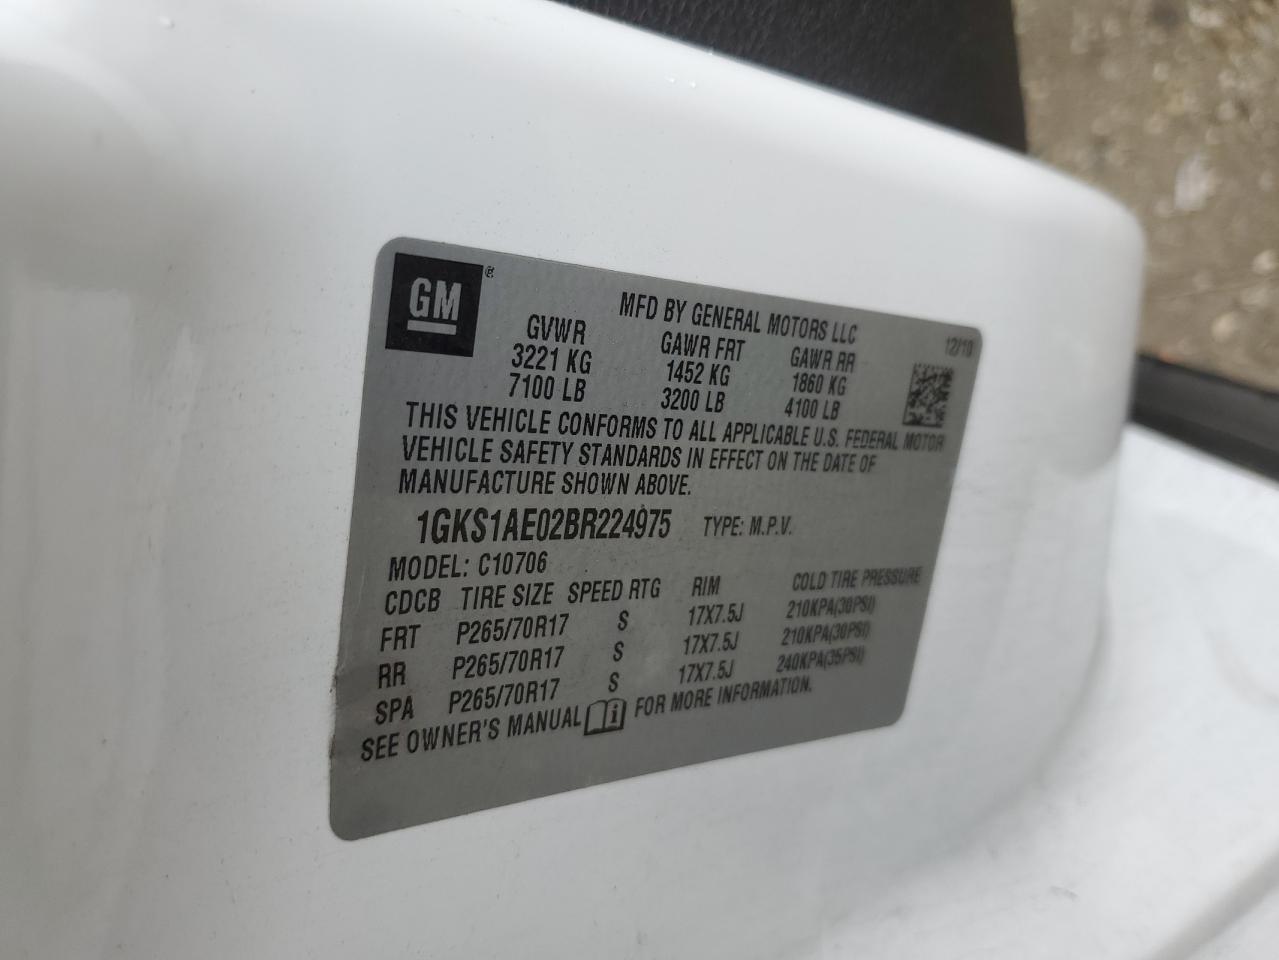 GM ®
MFD BY GENERAL MOTORS LLC
12/10
GVWR GAWR FRT GAWR RR
3221 KG 1452 KG 1860 KG
7100 LB 3200 LB 4100 LB
THIS VEHICLE CONFORMS TO ALL APPLICABLE U.S. FEDERAL MOTOR
VEHICLE SAFETY STANDARDS IN EFFECT ON THE DATE OF
MANUFACTURE SHOWN ABOVE.
1GKS1AE02BR224975 TYPE: M.P.V.
MODEL: C10706
CDCB TIRE SIZE SPEED RTG RIM COLD TIRE PRESSURE
FRT P265/70R17 S 17X7.5J 210KPA(30PSI)
RR P265/70R17 S 17X7.5J 210KPA(30PSI)
SPA P265/70R17 S 17X7.5J 240KPA(35PSI)
SEE OWNER'S MANUAL i FOR MORE INFORMATION.